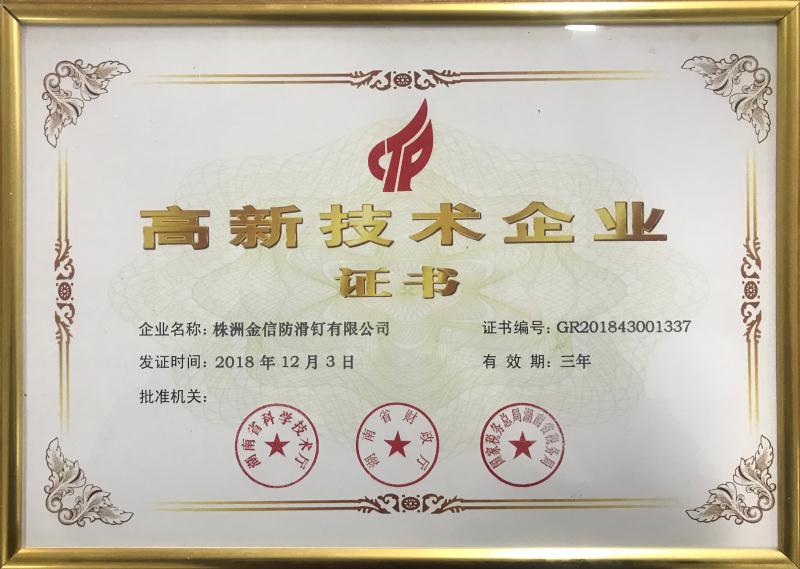 CTP
高新技术企业
证书
企业名称：株洲金信防滑钉有限公司
证书编号：GR201843001337
发证时间：2018 年 12 月 3 日
有 效 期：三年
批准机关：
湖南省科学技术厅
湖南省财政厅
国家税务总局湖南省税务局